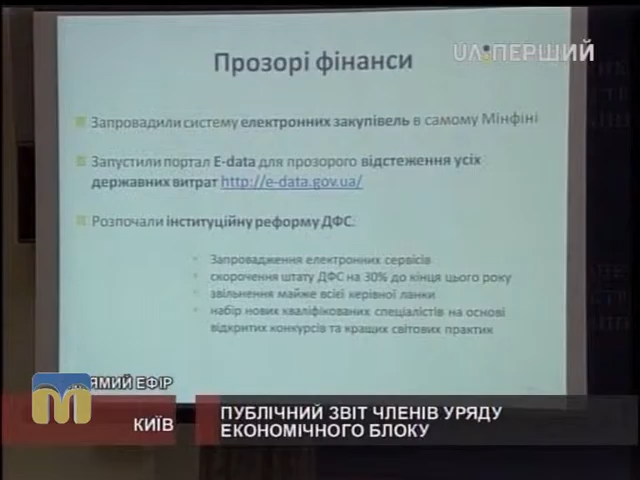 Прозорі фінанси
UA:ПЕРШИЙ
Запровадили систему електронних закупівель в самому Мінфіні
Запустили портал E-data для прозорого відстеження усіх
державних витрат http://e-data.gov.ua/
Розпочали інституційну реформу ДФС:
Запровадження електронних сервісів
скорочення штату ДФС на 30% до кінця цього року
звільнення майже всієї керівної ланки
набір нових кваліфікованих спеціалістів на основі
відкритих конкурсів та кращих світових практик
ЯМИЙ ЕФІР
М
КИЇВ
ПУБЛІЧНИЙ ЗВІТ ЧЛЕНІВ УРЯДУ
ЕКОНОМІЧНОГО БЛОКУ